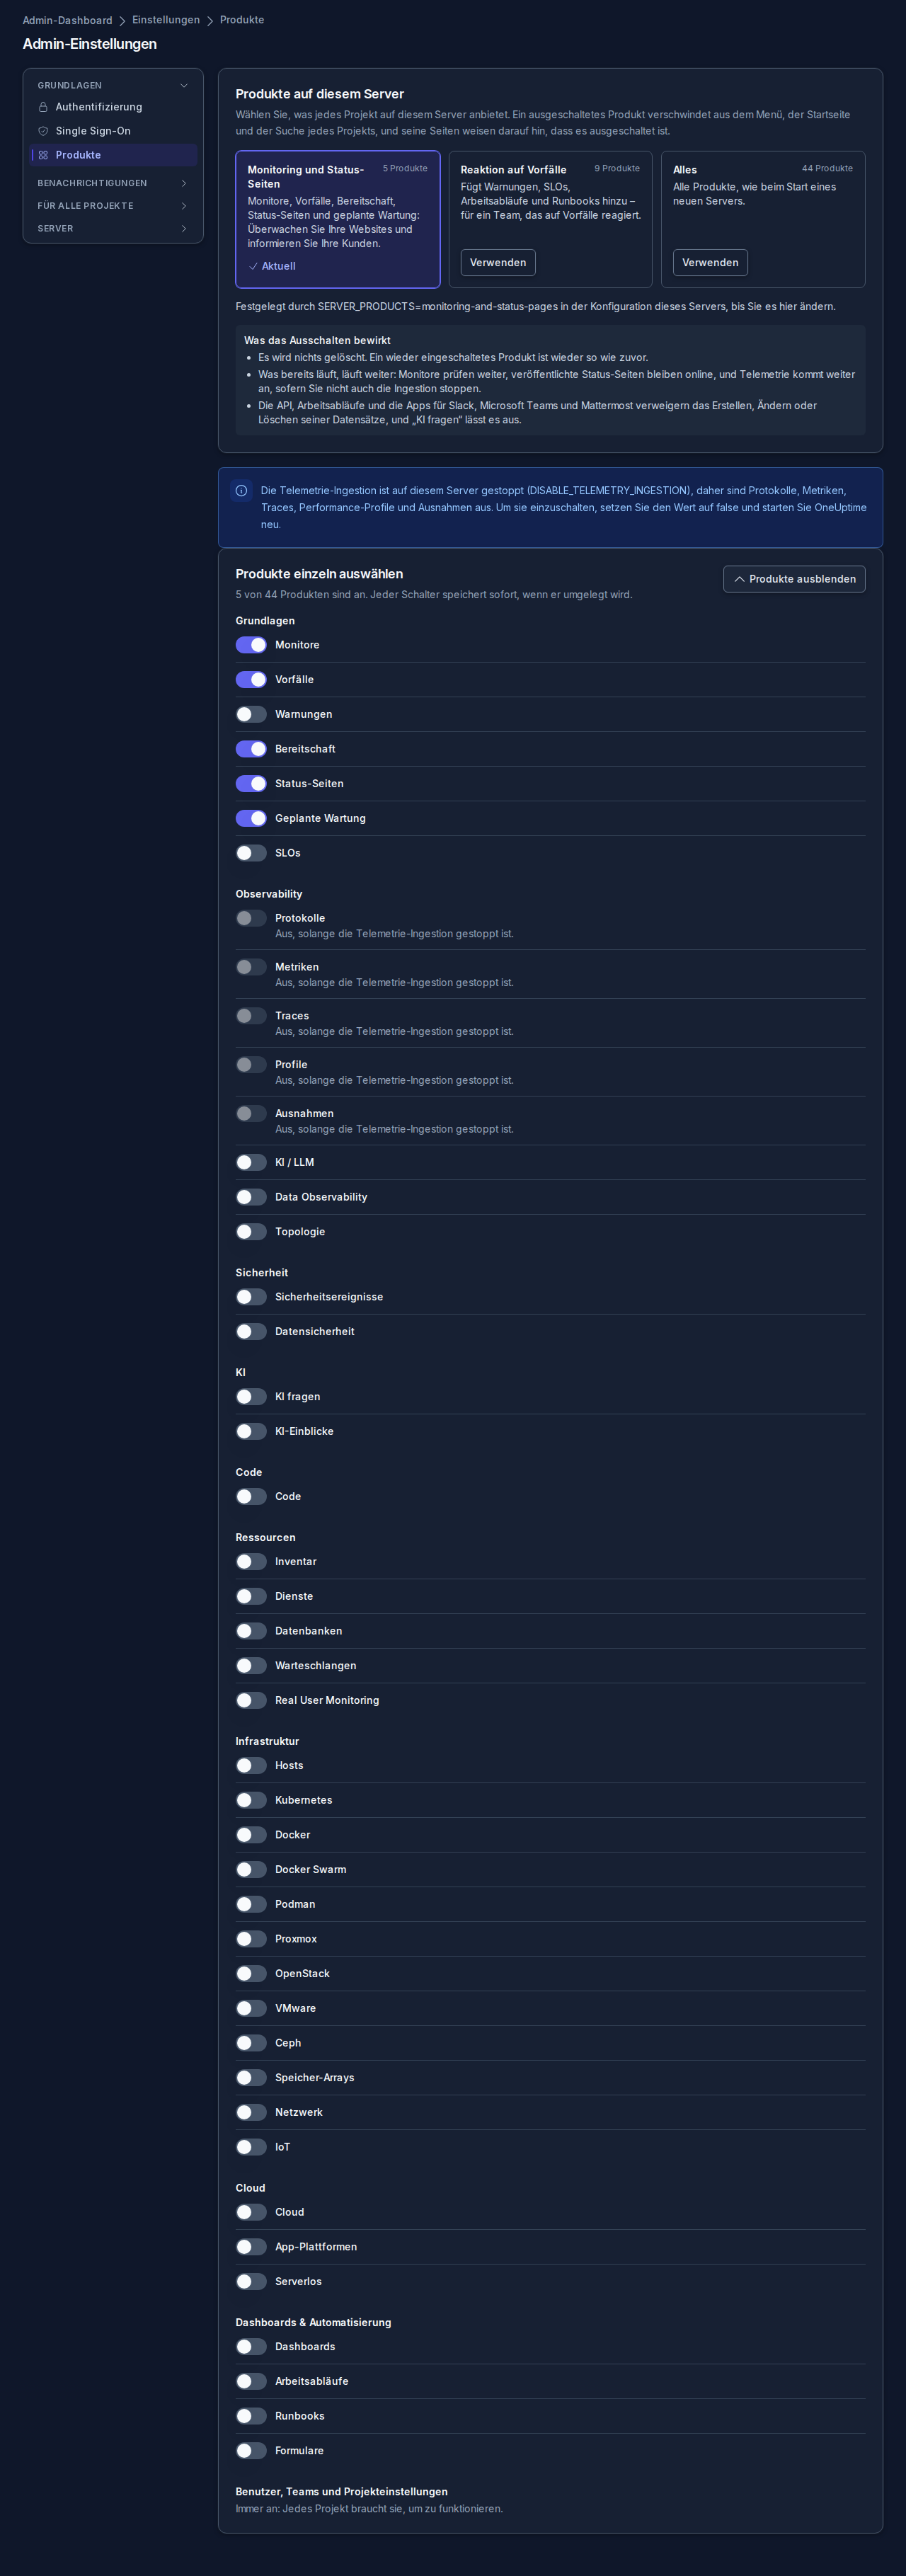 Admin-Dashboard
Einstellungen
Produkte
Admin-Einstellungen
GRUNDLAGEN
Authentifizierung
Single Sign-On
Produkte
BENACHRICHTIGUNGEN
FÜR ALLE PROJEKTE
SERVER
Produkte auf diesem Server
Wählen Sie, was jedes Projekt auf diesem Server anbietet. Ein ausgeschaltetes Produkt verschwindet aus dem Menü, der Startseite
und der Suche jedes Projekts, und seine Seiten weisen darauf hin, dass es ausgeschaltet ist.
Monitoring und Status-
Seiten
5 Produkte
Monitore, Vorfälle, Bereitschaft,
Status-Seiten und geplante Wartung:
Überwachen Sie Ihre Websites und
informieren Sie Ihre Kunden.
Aktuell
Reaktion auf Vorfälle
9 Produkte
Fügt Warnungen, SLOs,
Arbeitsabläufe und Runbooks hinzu –
für ein Team, das auf Vorfälle reagiert.
Verwenden
Alles
44 Produkte
Alle Produkte, wie beim Start eines
neuen Servers.
Verwenden
Festgelegt durch SERVER_PRODUCTS=monitoring-and-status-pages in der Konfiguration dieses Servers, bis Sie es hier ändern.
Was das Ausschalten bewirkt
• Es wird nichts gelöscht. Ein wieder eingeschaltetes Produkt ist wieder so wie zuvor.
• Was bereits läuft, läuft weiter: Monitore prüfen weiter, veröffentlichte Status-Seiten bleiben online, und Telemetrie kommt weiter
an, sofern Sie nicht auch die Ingestion stoppen.
• Die API, Arbeitsabläufe und die Apps für Slack, Microsoft Teams und Mattermost verweigern das Erstellen, Ändern oder
Löschen seiner Datensätze, und „KI fragen“ lässt es aus.
Die Telemetrie-Ingestion ist auf diesem Server gestoppt (DISABLE_TELEMETRY_INGESTION), daher sind Protokolle, Metriken,
Traces, Performance-Profile und Ausnahmen aus. Um sie einzuschalten, setzen Sie den Wert auf false und starten Sie OneUptime
neu.
Produkte einzeln auswählen
Produkte ausblenden
5 von 44 Produkten sind an. Jeder Schalter speichert sofort, wenn er umgelegt wird.
Grundlagen
Monitore
Vorfälle
Warnungen
Bereitschaft
Status-Seiten
Geplante Wartung
SLOs
Observability
Protokolle
Aus, solange die Telemetrie-Ingestion gestoppt ist.
Metriken
Aus, solange die Telemetrie-Ingestion gestoppt ist.
Traces
Aus, solange die Telemetrie-Ingestion gestoppt ist.
Profile
Aus, solange die Telemetrie-Ingestion gestoppt ist.
Ausnahmen
Aus, solange die Telemetrie-Ingestion gestoppt ist.
KI / LLM
Data Observability
Topologie
Sicherheit
Sicherheitsereignisse
Datensicherheit
KI
KI fragen
KI-Einblicke
Code
Code
Ressourcen
Inventar
Dienste
Datenbanken
Warteschlangen
Real User Monitoring
Infrastruktur
Hosts
Kubernetes
Docker
Docker Swarm
Podman
Proxmox
OpenStack
VMware
Ceph
Speicher-Arrays
Netzwerk
IoT
Cloud
Cloud
App-Plattformen
Serverlos
Dashboards & Automatisierung
Dashboards
Arbeitsabläufe
Runbooks
Formulare
Benutzer, Teams und Projekteinstellungen
Immer an: Jedes Projekt braucht sie, um zu funktionieren.